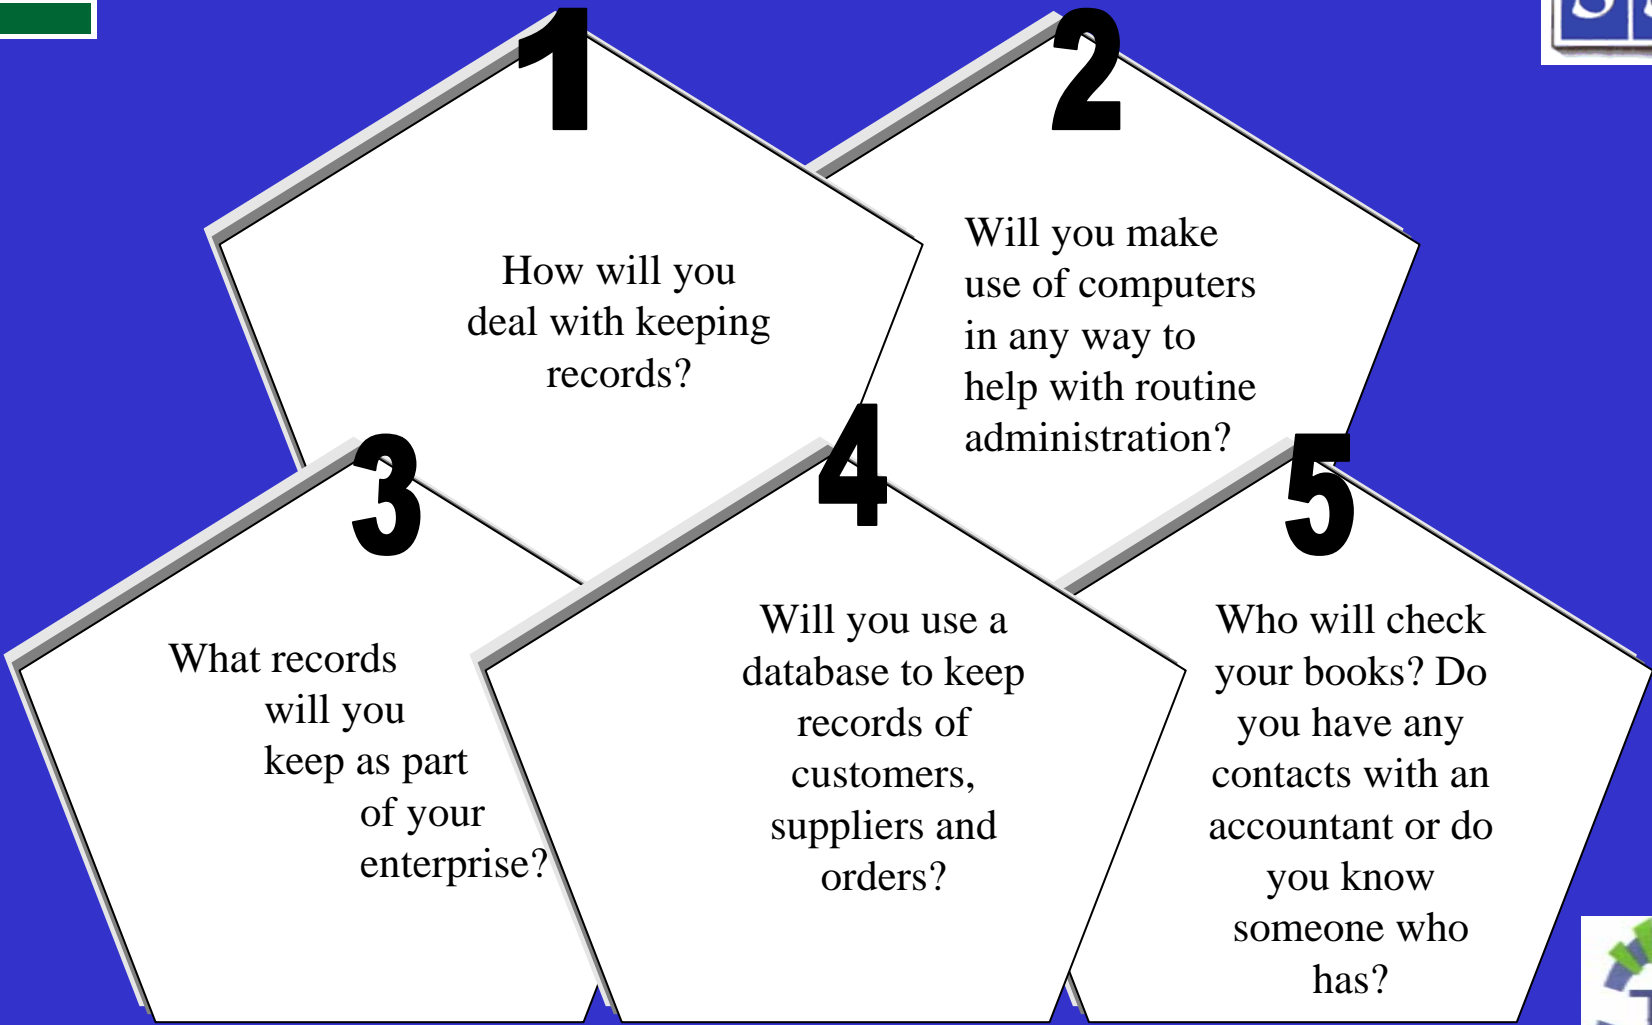 1
How will you
deal with keeping
records?
2
Will you make
use of computers
in any way to
help with routine
administration?
3
What records
will you
keep as part
of your
enterprise?
4
Will you use a
database to keep
records of
customers,
suppliers and
orders?
5
Who will check
your books? Do
you have any
contacts with an
accountant or do
you know
someone who
has?